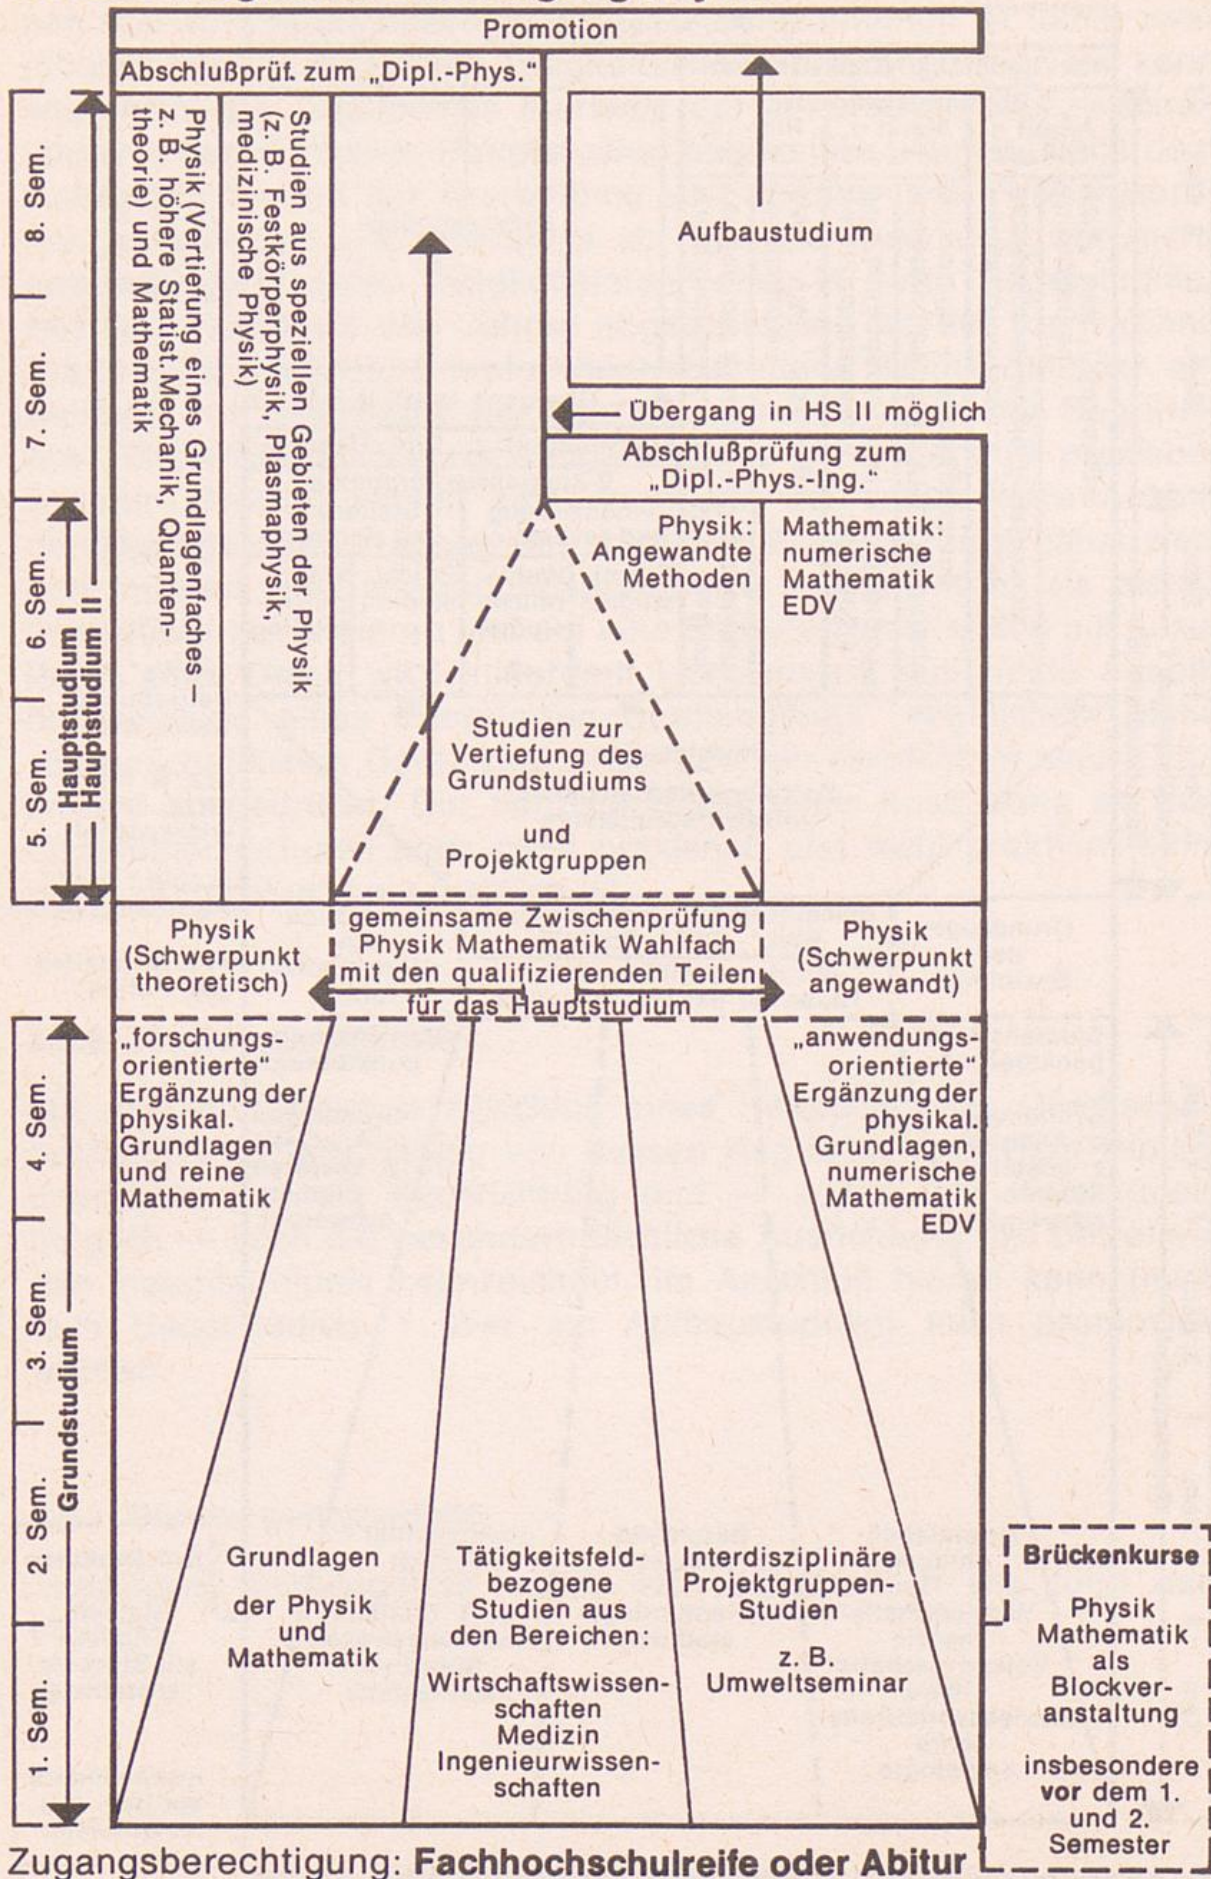 Promotion
Abschlußprüf. zum „Dipl.-Phys.“
8. Sem.
7. Sem.
6. Sem.
5. Sem.
Hauptstudium I
Hauptstudium II
Physik (Vertiefung eines Grundlagenfaches –
z. B. höhere Statist. Mechanik, Quanten-
theorie) und Mathematik
Studien aus speziellen Gebieten der Physik
(z. B. Festkörperphysik, Plasmaphysik,
medizinische Physik)
Aufbaustudium
Übergang in HS II möglich
Abschlußprüfung zum
„Dipl.-Phys.-Ing.“
Physik:
Angewandte
Methoden
Mathematik:
numerische
Mathematik
EDV
Studien zur
Vertiefung des
Grundstudiums
und
Projektgruppen
Physik
(Schwerpunkt
theoretisch)
gemeinsame Zwischenprüfung
Physik Mathematik Wahlfach
mit den qualifizierenden Teilen
für das Hauptstudium
Physik
(Schwerpunkt
angewandt)
4. Sem.
3. Sem.
2. Sem.
1. Sem.
Grundstudium
„forschungs-
orientierte“
Ergänzung der
physikal.
Grundlagen
und reine
Mathematik
„anwendungs-
orientierte“
Ergänzung der
physikal.
Grundlagen,
numerische
Mathematik
EDV
Grundlagen
der Physik
und
Mathematik
Tätigkeitsfeld-
bezogene
Studien aus
den Bereichen:
Wirtschaftswissen-
schaften
Medizin
Ingenieurwissen-
schaften
Interdisziplinäre
Projektgruppen-
Studien
z. B.
Umweltseminar
Brückenkurse
Physik
Mathematik
als
Blockver-
anstaltung
insbesondere
vor dem 1.
und 2.
Semester
Zugangsberechtigung: Fachhochschulreife oder Abitur